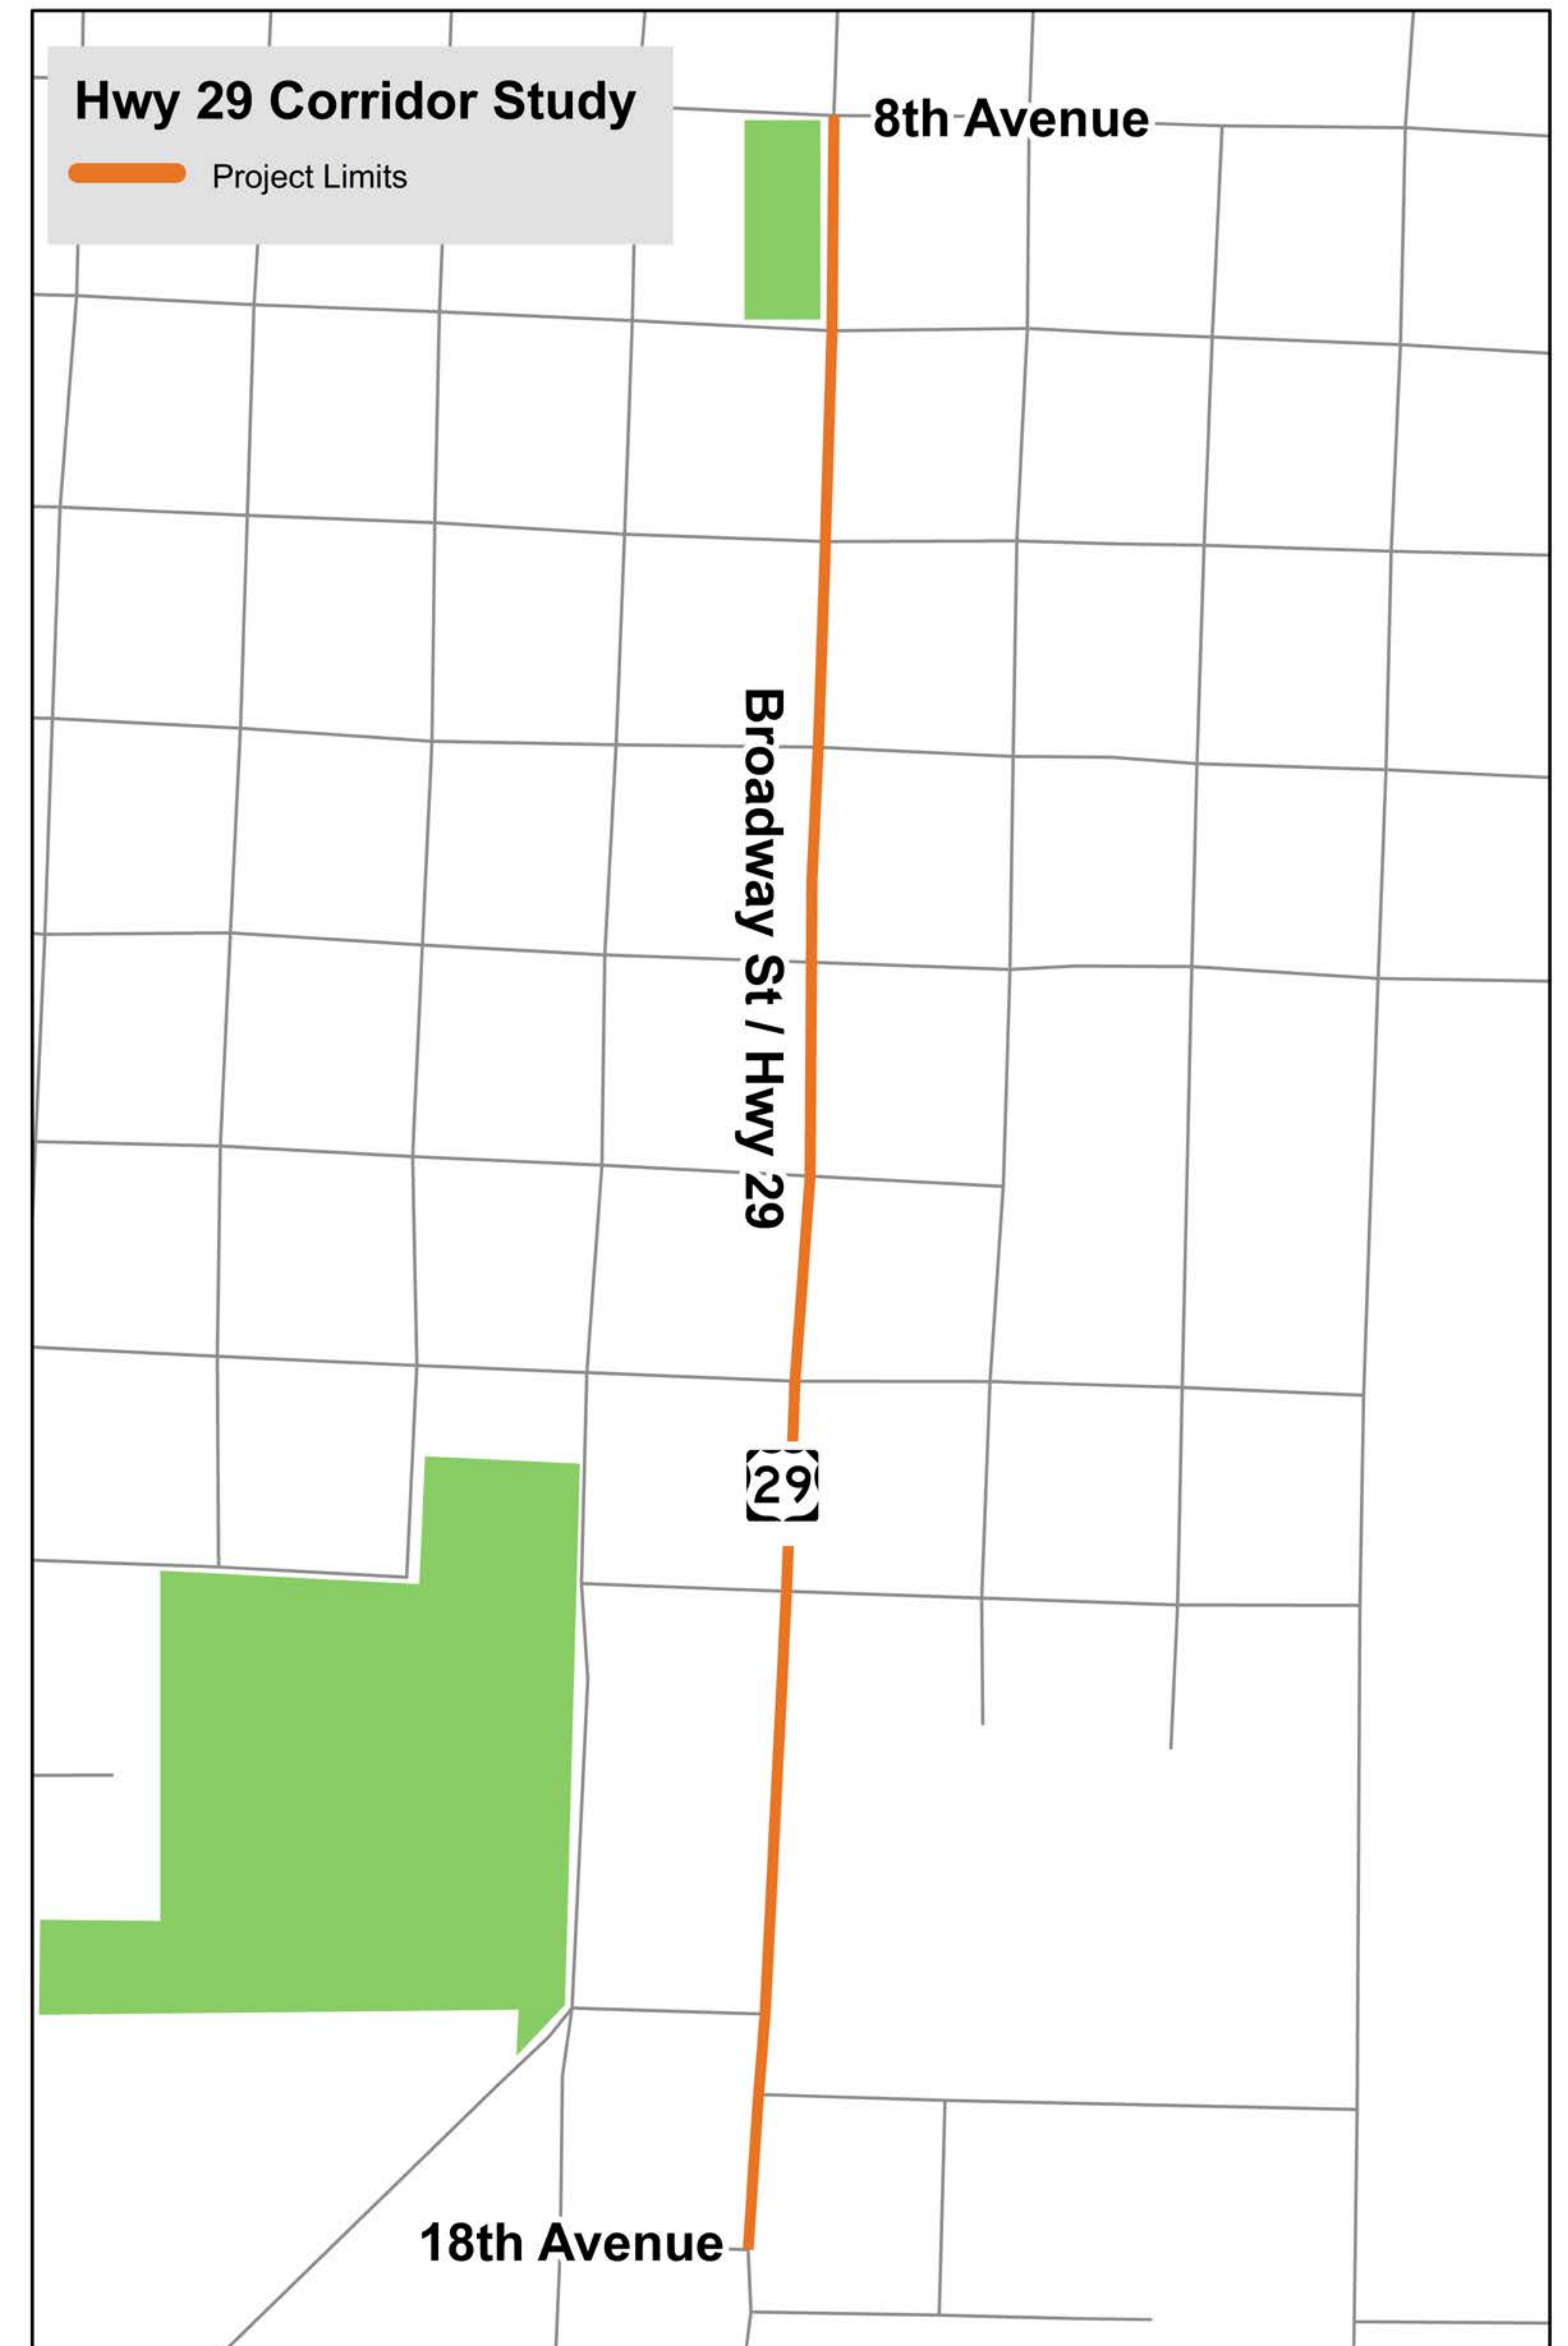 Hwy 29 Corridor Study
Project Limits
8th Avenue
Broadway St / Hwy 29
29
18th Avenue